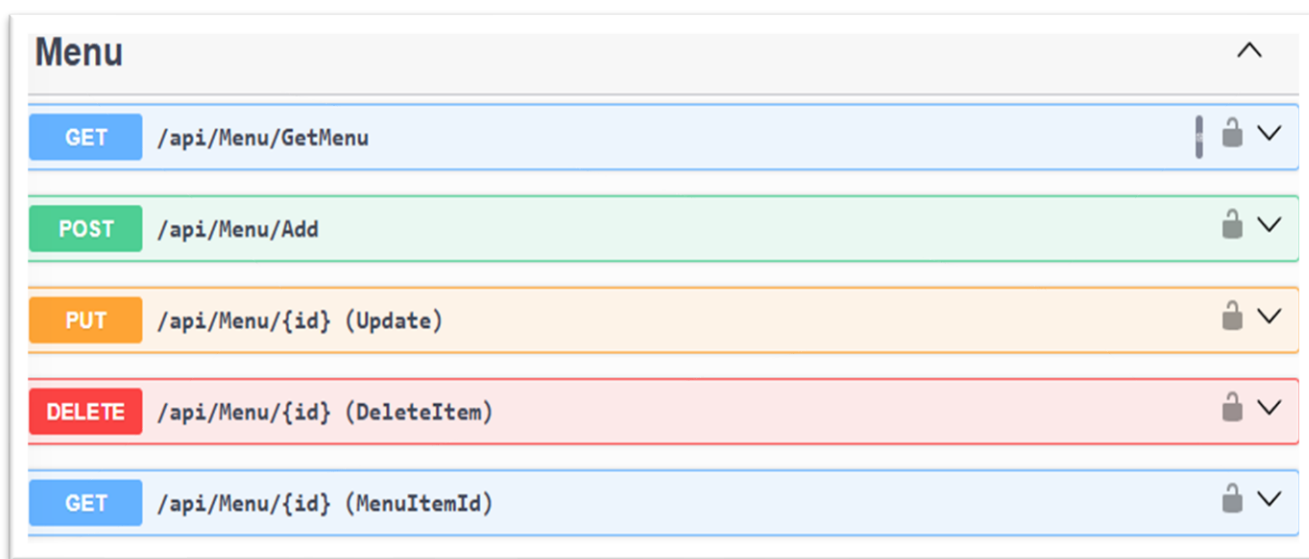 Menu
GET /api/Menu/GetMenu
POST /api/Menu/Add
PUT /api/Menu/{id} (Update)
DELETE /api/Menu/{id} (DeleteItem)
GET /api/Menu/{id} (MenuItemId)